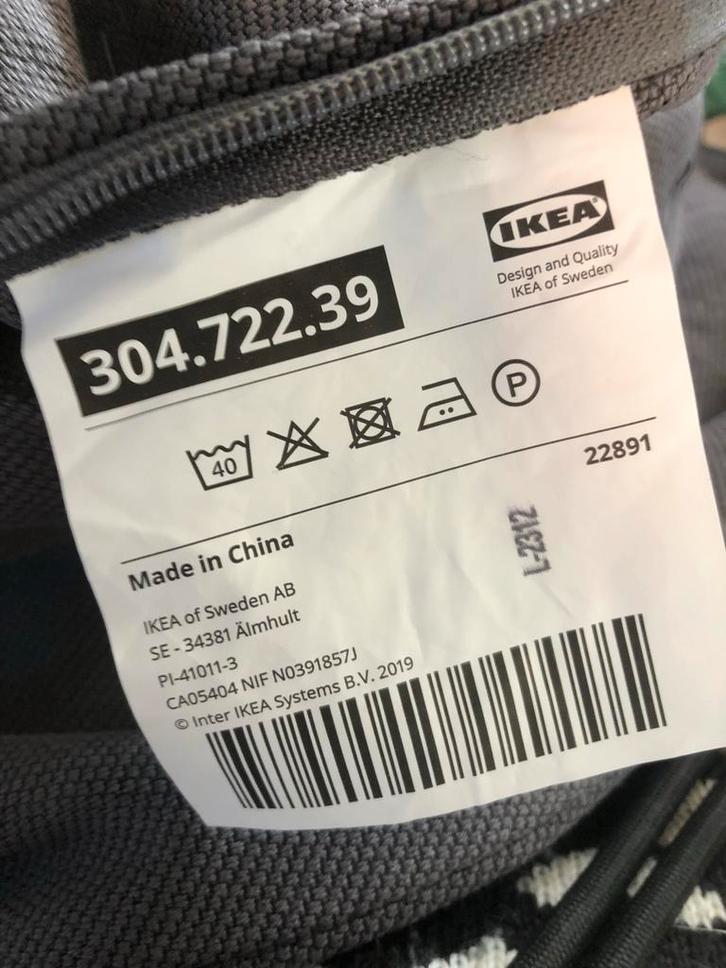 IKEA
Design and Quality
IKEA of Sweden
304.722.39
40
P
22891
L-2312
Made in China
IKEA of Sweden AB
SE - 34381 Älmhult
PI-41011-3
CA05404 NIF N0391857J
© Inter IKEA Systems B.V. 2019